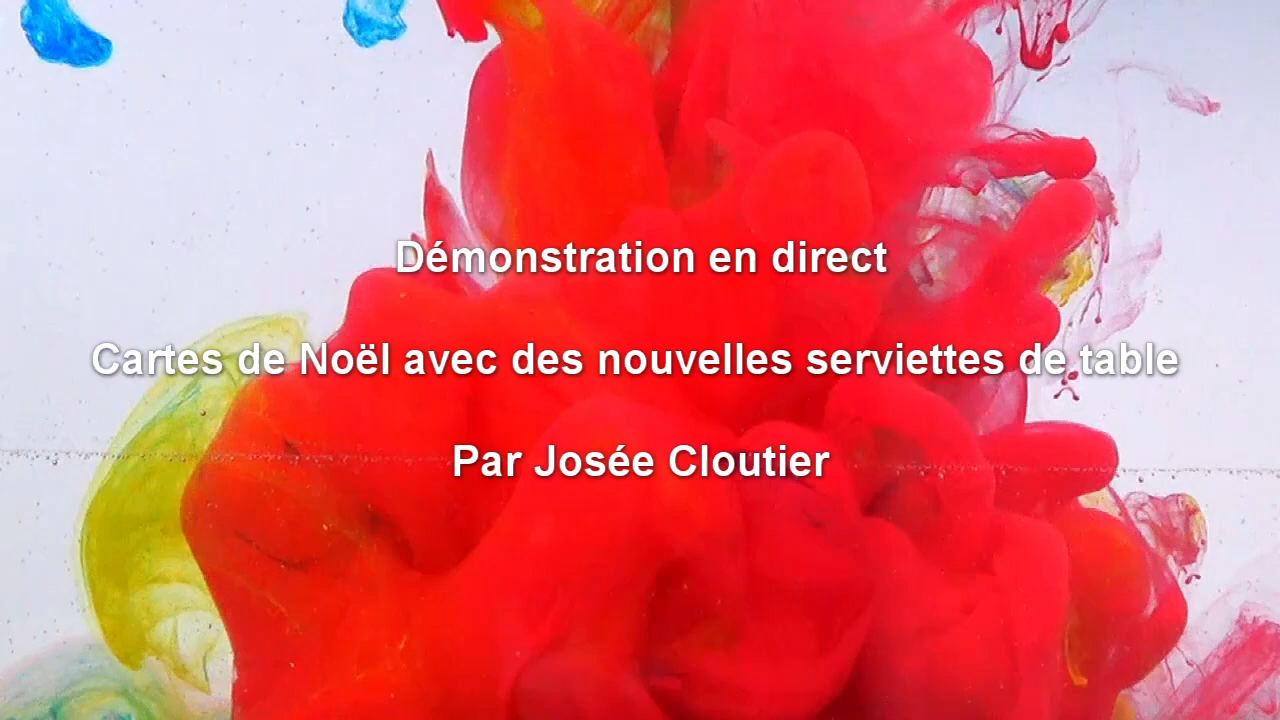 Démonstration en direct
Cartes de Noël avec des nouvelles serviettes de table
Par Josée Cloutier